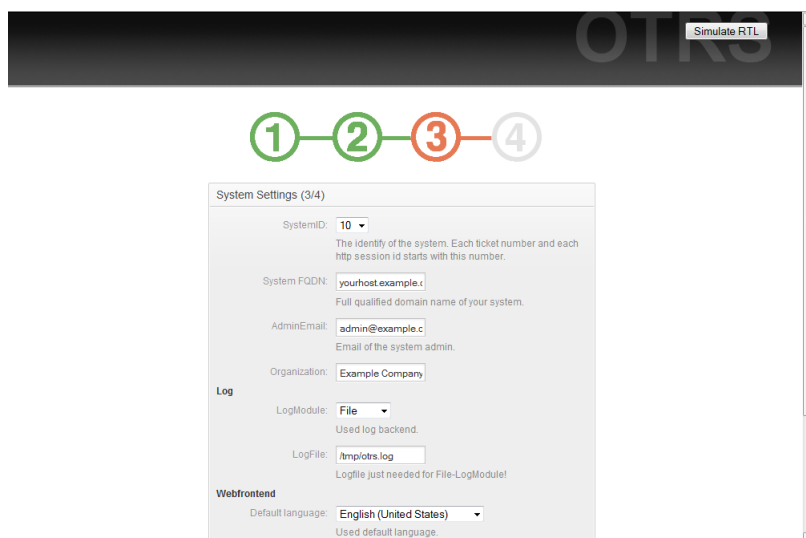 OTRS
Simulate RTL
1 2 3 4
System Settings (3/4)
SystemID: 10
The identify of the system. Each ticket number and each
http session id starts with this number.
System FQDN: yourhost.example.c
Full qualified domain name of your system.
AdminEmail: admin@example.c
Email of the system admin.
Organization: Example Company
Log
LogModule: File
Used log backend.
LogFile: /tmp/otrs.log
Logfile just needed for File-LogModule!
Webfrontend
Default language: English (United States)
Used default language.